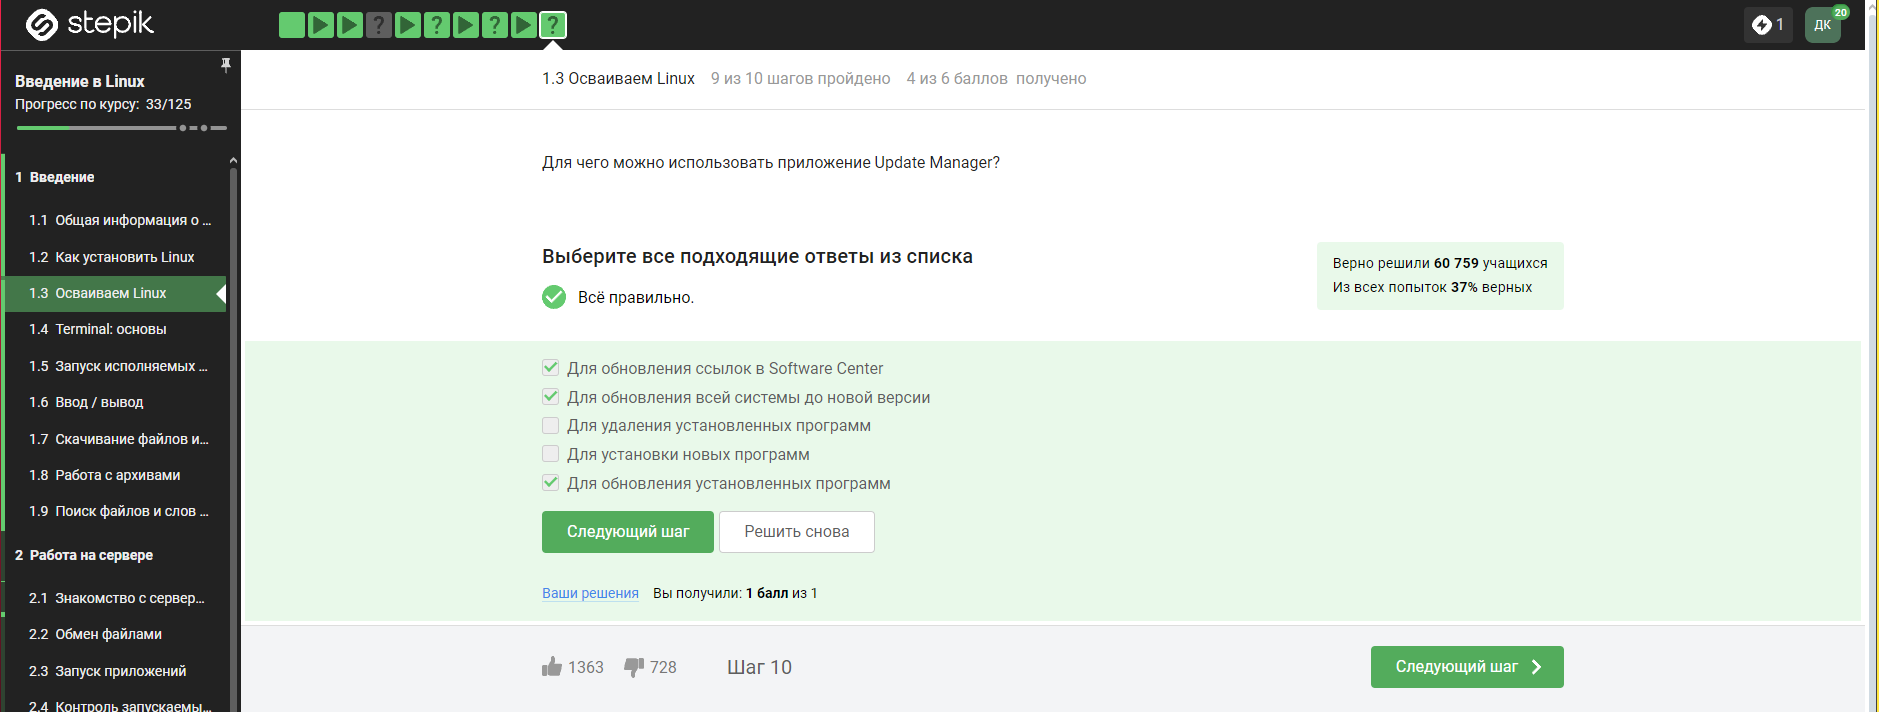 stepik
? ? ? ?
1
ДК
20
Введение в Linux
Прогресс по курсу: 33/125
1 Введение
1.1 Общая информация о ...
1.2 Как установить Linux
1.3 Осваиваем Linux
1.4 Terminal: основы
1.5 Запуск исполняемых ...
1.6 Ввод / вывод
1.7 Скачивание файлов и...
1.8 Работа с архивами
1.9 Поиск файлов и слов ...
2 Работа на сервере
2.1 Знакомство с сервер...
2.2 Обмен файлами
2.3 Запуск приложений
2.4 Контроль запускаемы...
1.3 Осваиваем Linux 9 из 10 шагов пройдено 4 из 6 баллов получено
Для чего можно использовать приложение Update Manager?
Выберите все подходящие ответы из списка
Всё правильно.
Верно решили 60 759 учащихся
Из всех попыток 37% верных
Для обновления ссылок в Software Center
Для обновления всей системы до новой версии
Для удаления установленных программ
Для установки новых программ
Для обновления установленных программ
Следующий шаг
Решить снова
Ваши решения Вы получили: 1 балл из 1
1363 728 Шаг 10
Следующий шаг